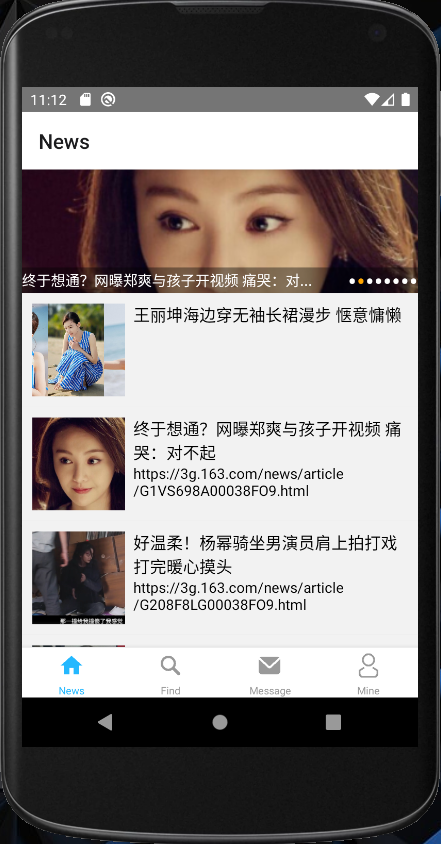 11:12
News
终于想通？网曝郑爽与孩子开视频 痛哭：对...
王丽坤海边穿无袖长裙漫步 惬意慵懒
终于想通？网曝郑爽与孩子开视频 痛
哭：对不起
https://3g.163.com/news/article
/G1VS698A00038FO9.html
好温柔！杨幂骑坐男演员肩上拍打戏
打完暖心摸头
https://3g.163.com/news/article
/G208F8LG00038FO9.html
News
Find
Message
Mine